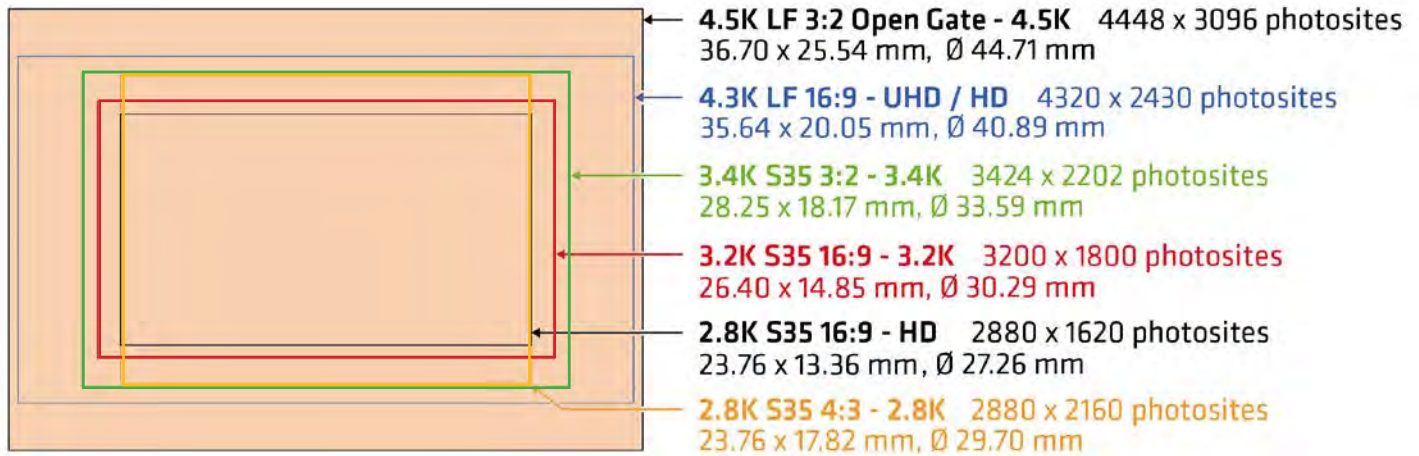 4.5K LF 3:2 Open Gate - 4.5K 4448 x 3096 photosites
36.70 x 25.54 mm, Ø 44.71 mm
4.3K LF 16:9 - UHD / HD 4320 x 2430 photosites
35.64 x 20.05 mm, Ø 40.89 mm
3.4K S35 3:2 - 3.4K 3424 x 2202 photosites
28.25 x 18.17 mm, Ø 33.59 mm
3.2K S35 16:9 - 3.2K 3200 x 1800 photosites
26.40 x 14.85 mm, Ø 30.29 mm
2.8K S35 16:9 - HD 2880 x 1620 photosites
23.76 x 13.36 mm, Ø 27.26 mm
2.8K S35 4:3 - 2.8K 2880 x 2160 photosites
23.76 x 17.82 mm, Ø 29.70 mm